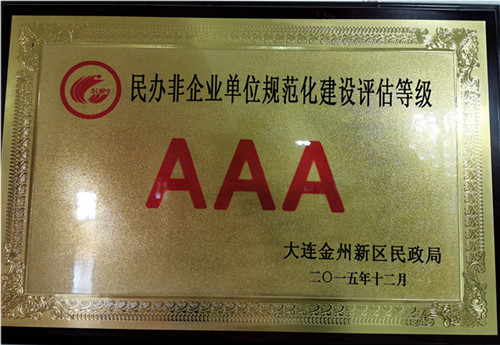 DLNPO
民办非企业单位规范化建设评估等级
AAA
大连金州新区民政局
二〇一五年十二月